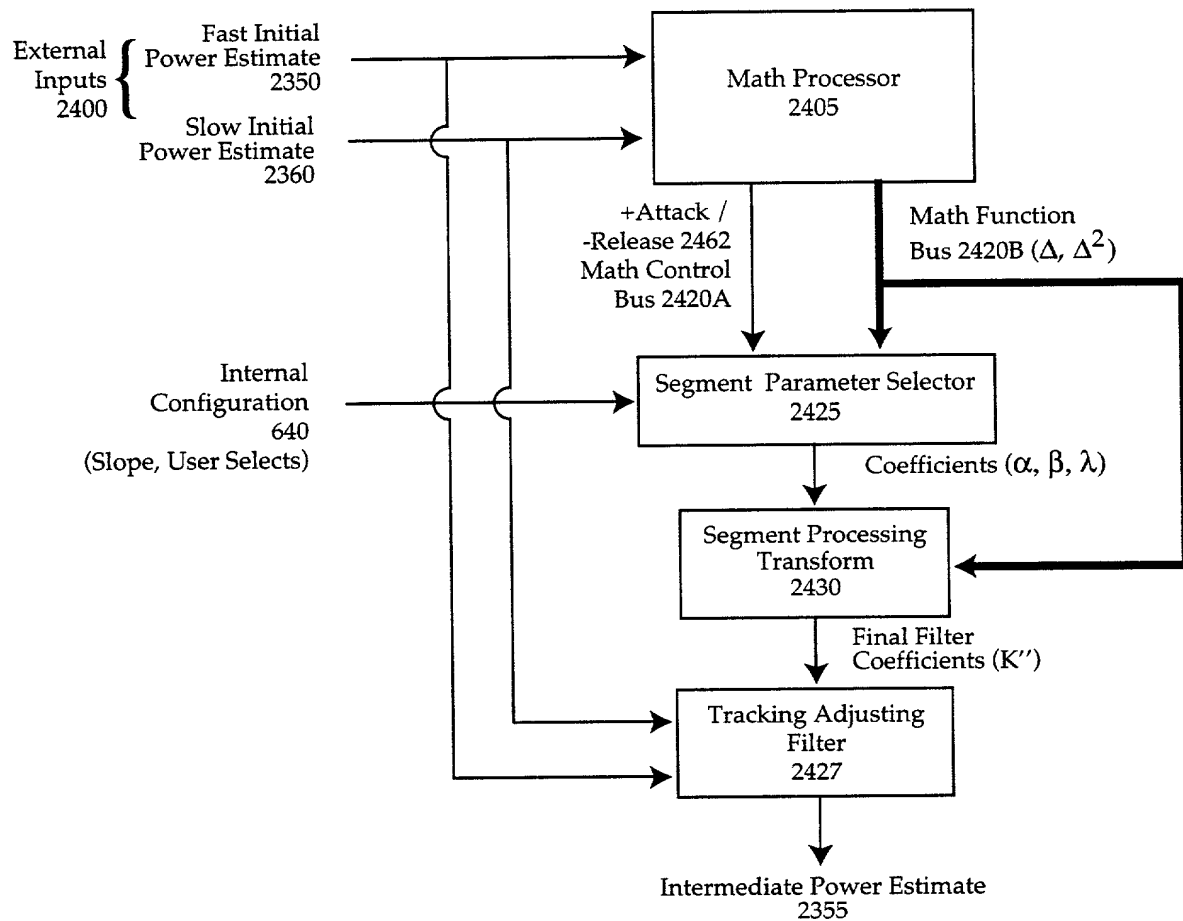 External
Inputs
2400
Fast Initial
Power Estimate
2350
Slow Initial
Power Estimate
2360
Math Processor
2405
+Attack /
-Release 2462
Math Control
Bus 2420A
Math Function
Bus 2420B (Δ, Δ²)
Internal
Configuration
640
(Slope, User Selects)
Segment Parameter Selector
2425
Coefficients (α, β, λ)
Segment Processing
Transform
2430
Final Filter
Coefficients (K'')
Tracking Adjusting
Filter
2427
Intermediate Power Estimate
2355